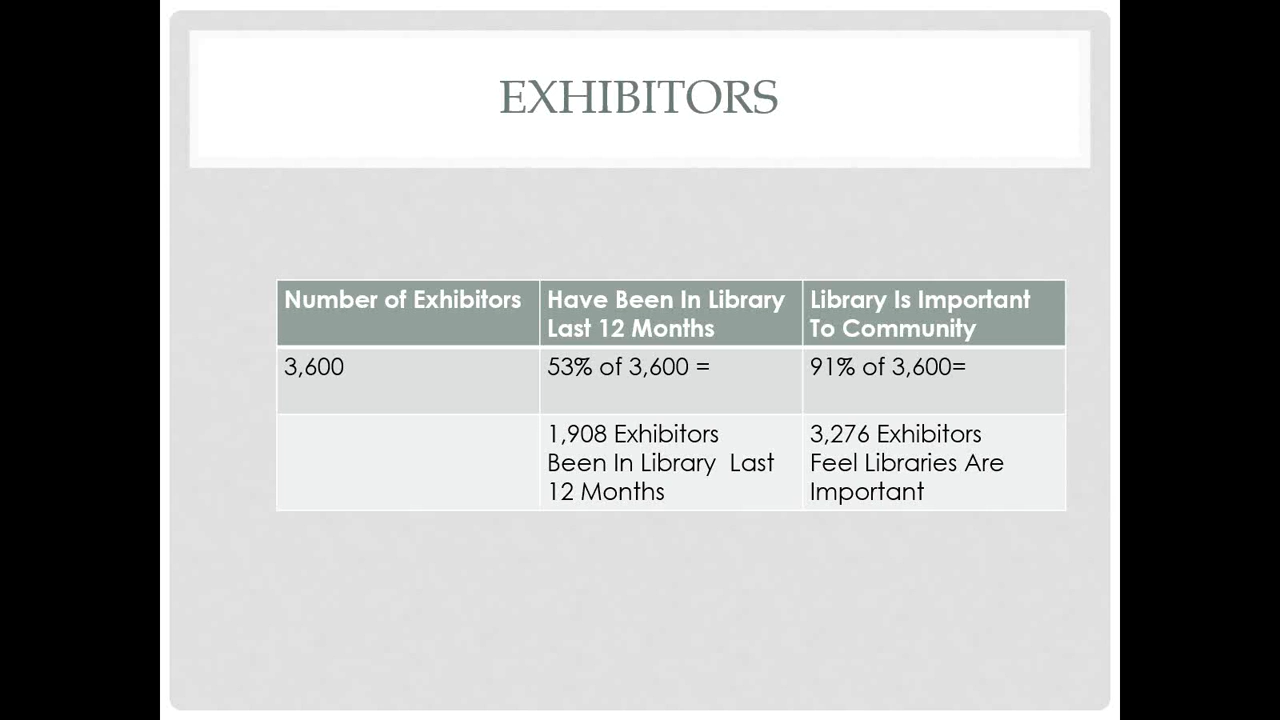 EXHIBITORS
Number of Exhibitors
Have Been In Library
Last 12 Months
Library Is Important
To Community
3,600
53% of 3,600 =
91% of 3,600=
1,908 Exhibitors
Been In Library  Last
12 Months
3,276 Exhibitors
Feel Libraries Are
Important